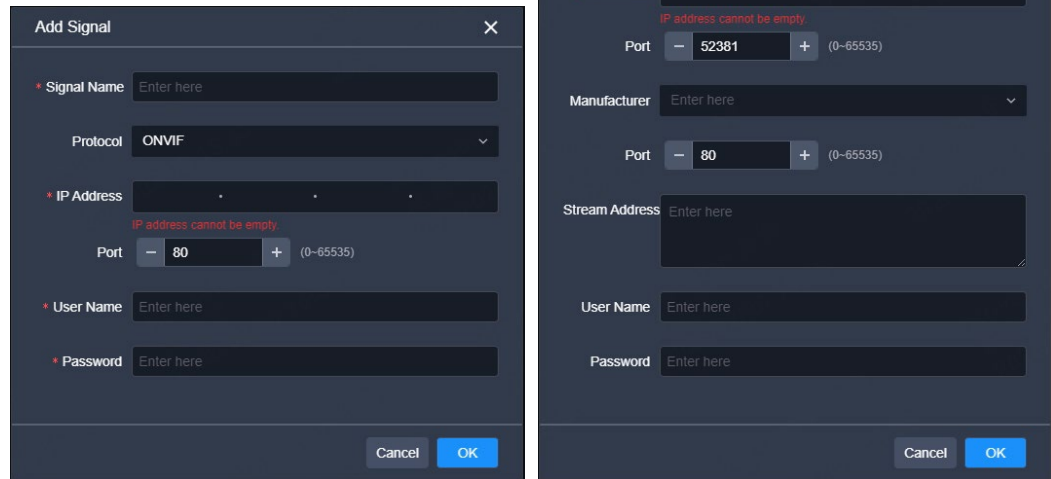 Add Signal
* Signal Name Enter here
Protocol ONVIF
* IP Address . . .
IP address cannot be empty.
Port − 80 + (0~65535)
* User Name Enter here
* Password Enter here
Cancel OK
IP address cannot be empty.
Port − 52381 + (0~65535)
Manufacturer Enter here
Port − 80 + (0~65535)
Stream Address Enter here
User Name Enter here
Password Enter here
Cancel OK